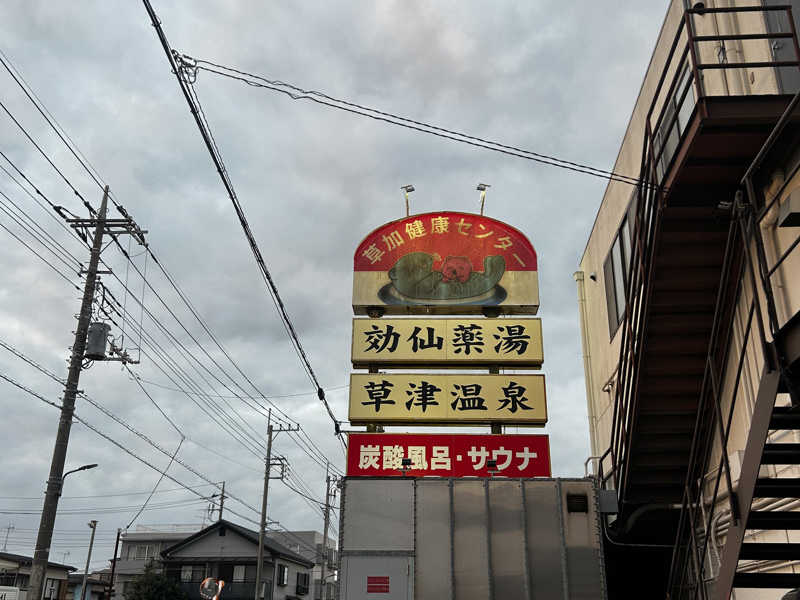 草加健康センター
効仙薬湯
草津温泉
炭酸風呂・サウナ